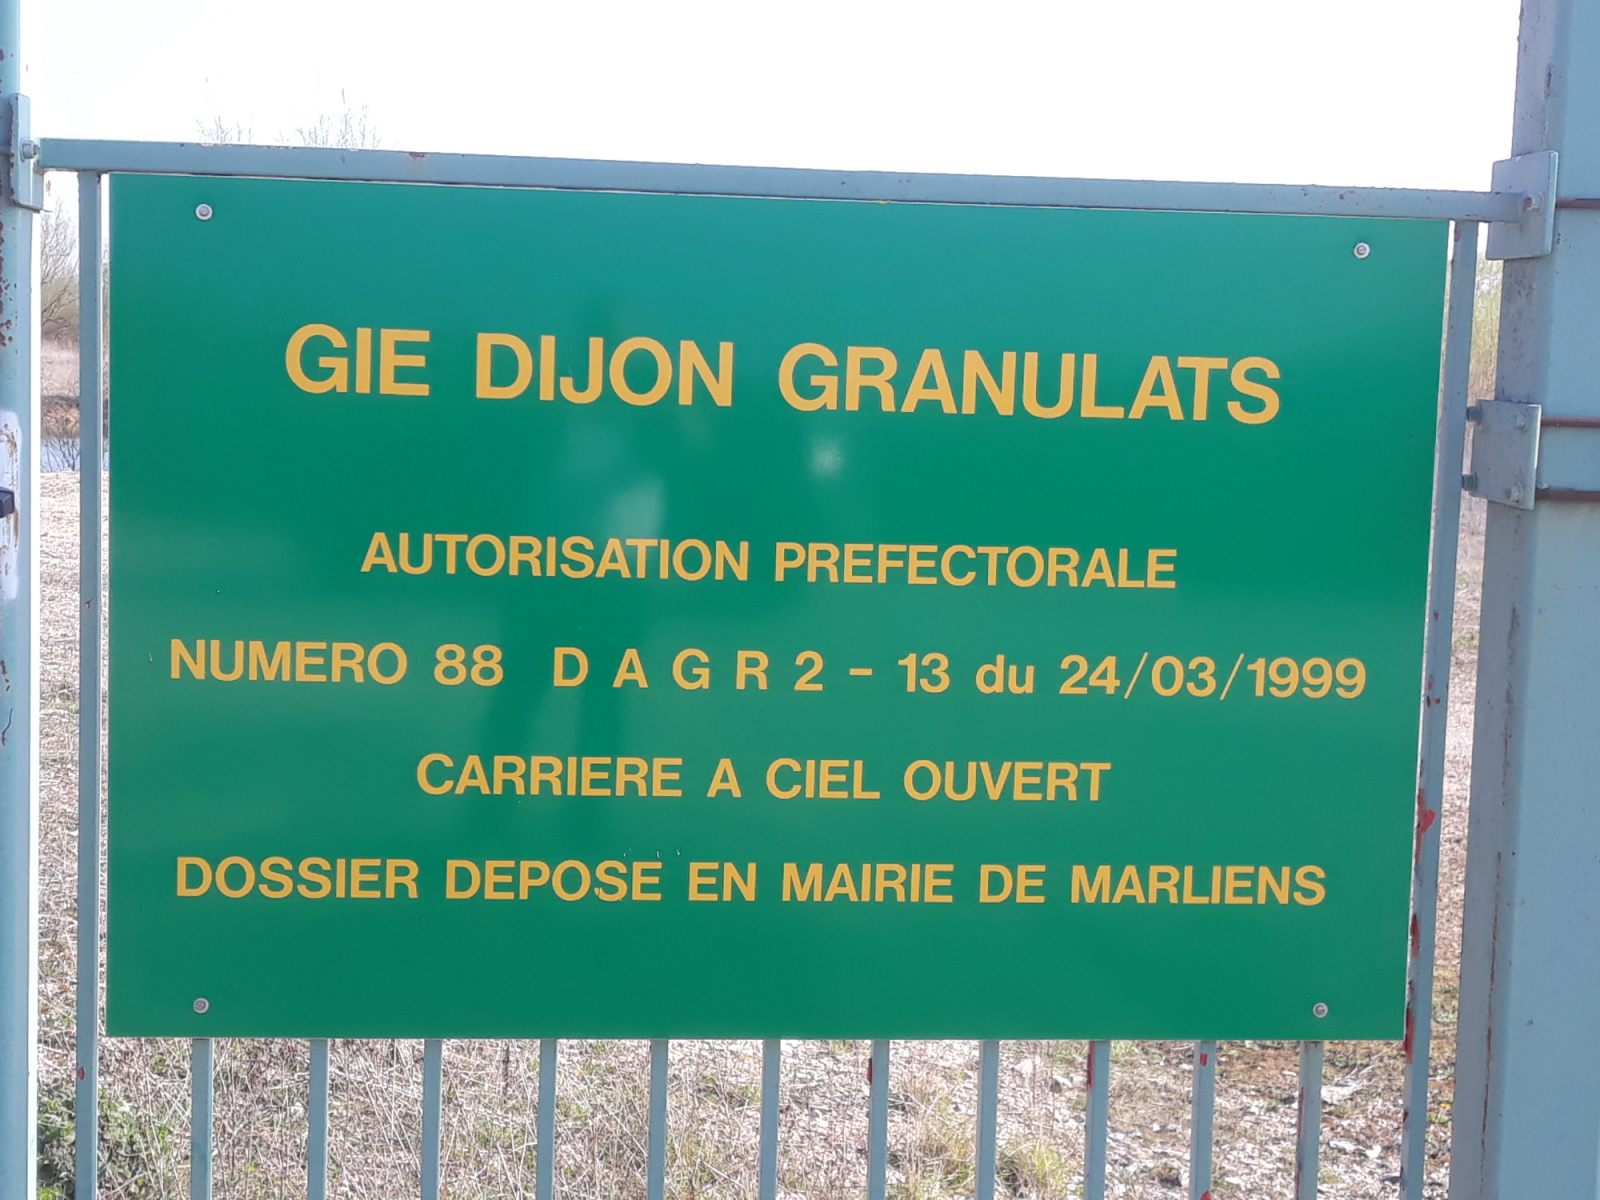 GIE DIJON GRANULATS
AUTORISATION PREFECTORALE
NUMERO 88 D A G R 2 - 13 du 24/03/1999
CARRIERE A CIEL OUVERT
DOSSIER DEPOSE EN MAIRIE DE MARLIENS